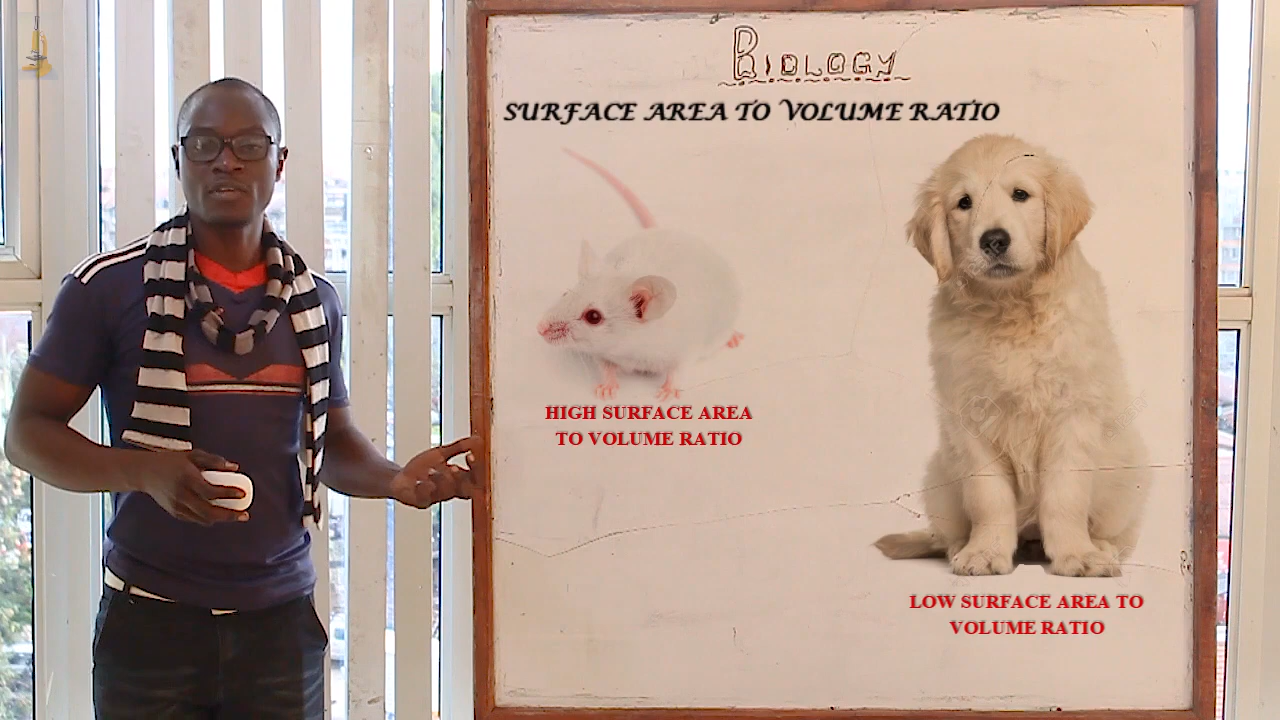 BIOLOGY
SURFACE AREA TO VOLUME RATIO
HIGH SURFACE AREA
TO VOLUME RATIO
LOW SURFACE AREA TO
VOLUME RATIO